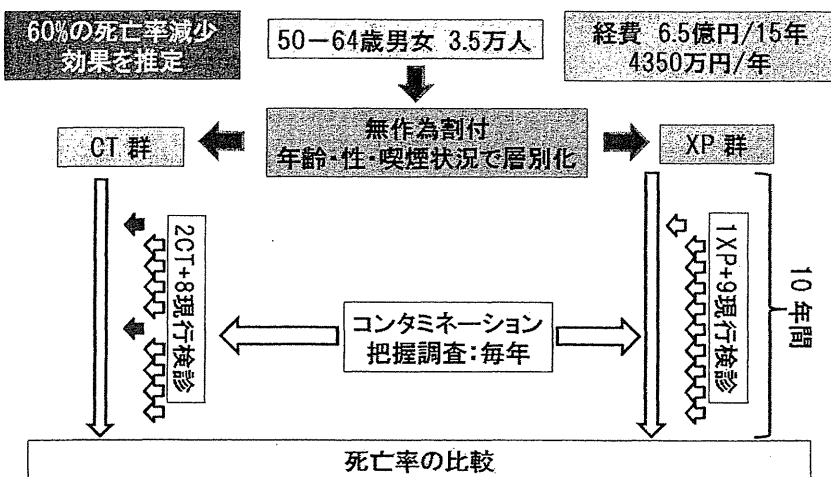 60%の死亡率減少
効果を推定
50－64歳男女 3.5万人
経費 6.5億円/15年
4350万円/年
無作為割付
年齢・性・喫煙状況で層別化
CT 群
XP 群
2CT+8現行検診
コンタミネーション
把握調査：毎年
1XP+9現行検診
10年間
死亡率の比較